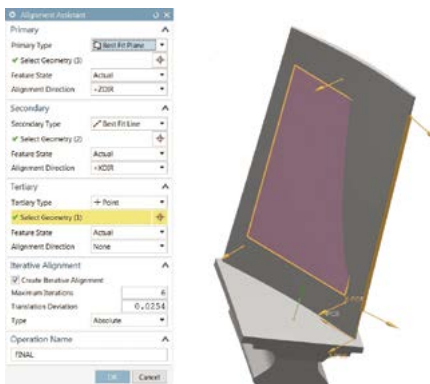 Alignment Assistant
Primary
Primary Type Best Fit Plane
Select Geometry (3)
Feature State Actual
Alignment Direction +ZDIR
Secondary
Secondary Type Best Fit Line
Select Geometry (2)
Feature State Actual
Alignment Direction +XDIR
Tertiary
Tertiary Type Point
Select Geometry (1)
Feature State Actual
Alignment Direction None
Iterative Alignment
Create Iterative Alignment
Maximum Iterations 6
Translation Deviation 0.0254
Type Absolute
Operation Name
FINAL
OK Cancel